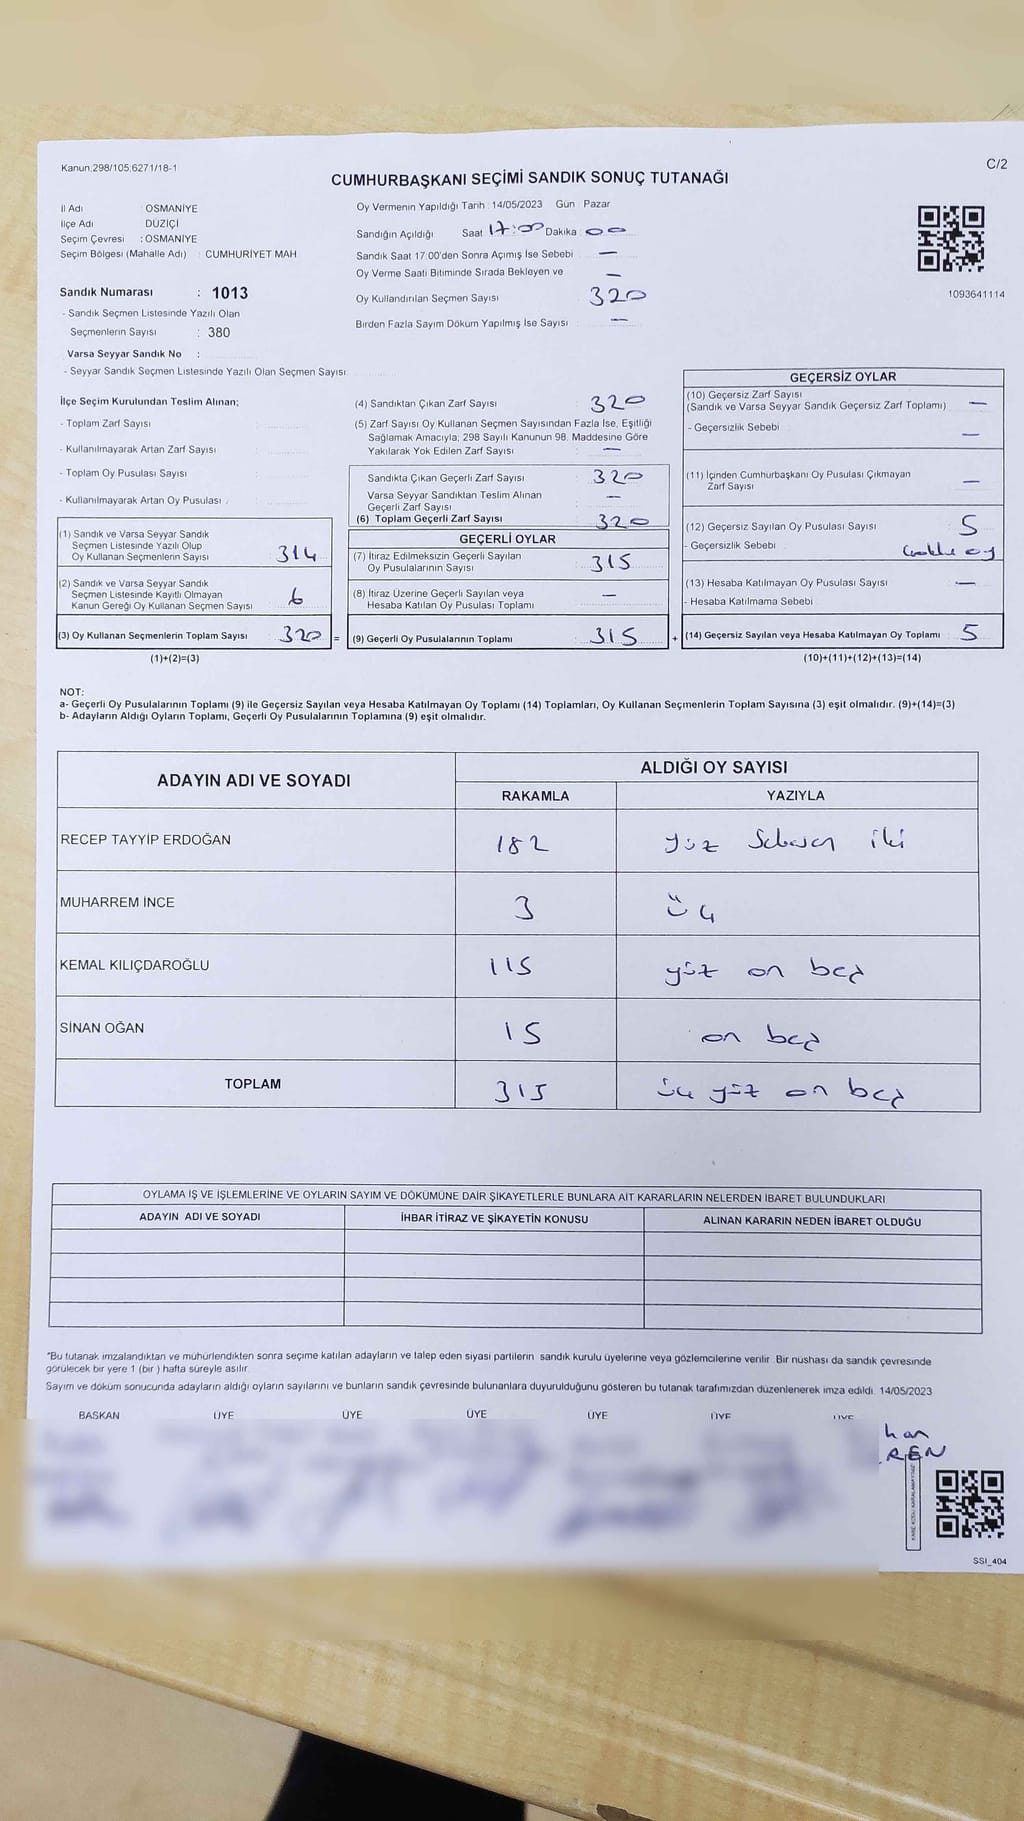 Kanun:298/105;6271/18-1
C/2
CUMHURBAŞKANI SEÇİMİ SANDIK SONUÇ TUTANAĞI
İl Adı : OSMANİYE
İlçe Adı : DÜZİÇİ
Seçim Çevresi : OSMANİYE
Seçim Bölgesi (Mahalle Adı) : CUMHURİYET MAH
Sandık Numarası : 1013
- Sandık Seçmen Listesinde Yazılı Olan
Seçmenlerin Sayısı : 380
Varsa Seyyar Sandık No :
- Seyyar Sandık Seçmen Listesinde Yazılı Olan Seçmen Sayısı
Oy Vermenin Yapıldığı Tarih : 14/05/2023 Gün Pazar
Sandığın Açıldığı Saat 17:00 Dakika 00
Sandık Saat 17:00'den Sonra Açımış İse Sebebi —
Oy Verme Saati Bitiminde Sırada Bekleyen ve —
Oy Kullandırılan Seçmen Sayısı 320
Birden Fazla Sayım Döküm Yapılmış İse Sayısı —
1093641114
İlçe Seçim Kurulundan Teslim Alınan;
- Toplam Zarf Sayısı :
- Kullanılmayarak Artan Zarf Sayısı :
- Toplam Oy Pusulası Sayısı :
- Kullanılmayarak Artan Oy Pusulası :
(1) Sandık ve Varsa Seyyar Sandık
Seçmen Listesinde Yazılı Olup
Oy Kullanan Seçmenlerin Sayısı : 314
(2) Sandık ve Varsa Seyyar Sandık
Seçmen Listesinde Kayıtlı Olmayan
Kanun Gereği Oy Kullanan Seçmen Sayısı : 6
(3) Oy Kullanan Seçmenlerin Toplam Sayısı : 320 =
(1)+(2)=(3)
(4) Sandıktan Çıkan Zarf Sayısı : 320
(5) Zarf Sayısı Oy Kullanan Seçmen Sayısından Fazla İse, Eşitliği
Sağlamak Amacıyla; 298 Sayılı Kanunun 98. Maddesine Göre
Yakılarak Yok Edilen Zarf Sayısı : —
Sandıkta Çıkan Geçerli Zarf Sayısı : 320
Varsa Seyyar Sandıktan Teslim Alınan
Geçerli Zarf Sayısı : —
(6) Toplam Geçerli Zarf Sayısı : 320
GEÇERLİ OYLAR
(7) İtiraz Edilmeksizin Geçerli Sayılan
Oy Pusulalarının Sayısı : 315
(8) İtiraz Üzerine Geçerli Sayılan veya
Hesaba Katılan Oy Pusulası Toplamı : —
(9) Geçerli Oy Pusulalarının Toplamı : 315 +
GEÇERSİZ OYLAR
(10) Geçersiz Zarf Sayısı
(Sandık ve Varsa Seyyar Sandık Geçersiz Zarf Toplamı) : —
- Geçersizlik Sebebi : —
(11) İçinden Cumhurbaşkanı Oy Pusulası Çıkmayan
Zarf Sayısı : —
(12) Geçersiz Sayılan Oy Pusulası Sayısı : 5
- Geçersizlik Sebebi : oy
(13) Hesaba Katılmayan Oy Pusulası Sayısı : —
- Hesaba Katılmama Sebebi :
(14) Geçersiz Sayılan veya Hesaba Katılmayan Oy Toplamı : 5
(10)+(11)+(12)+(13)=(14)
NOT:
a- Geçerli Oy Pusulalarının Toplamı (9) ile Geçersiz Sayılan veya Hesaba Katılmayan Oy Toplamı (14) Toplamları, Oy Kullanan Seçmenlerin Toplam Sayısına (3) eşit olmalıdır. (9)+(14)=(3)
b- Adayların Aldığı Oyların Toplamı, Geçerli Oy Pusulalarının Toplamına (9) eşit olmalıdır.
ADAYIN ADI VE SOYADI
ALDIĞI OY SAYISI
RAKAMLA YAZIYLA
RECEP TAYYİP ERDOĞAN 182 yüz seksen iki
MUHARREM İNCE 3 üç
KEMAL KILIÇDAROĞLU 115 yüz on beş
SİNAN OĞAN 15 on beş
TOPLAM 315 üç yüz on beş
OYLAMA İŞ VE İŞLEMLERİNE VE OYLARIN SAYIM VE DÖKÜMÜNE DAİR ŞİKAYETLERLE BUNLARA AİT KARARLARIN NELERDEN İBARET BULUNDUKLARI
ADAYIN ADI VE SOYADI İHBAR İTİRAZ VE ŞİKAYETİN KONUSU ALINAN KARARIN NEDEN İBARET OLDUĞU
*Bu tutanak imzalandıktan ve mühürlendikten sonra seçime katılan adayların ve talep eden siyasi partilerin sandık kurulu üyelerine veya gözlemcilerine verilir. Bir nüshası da sandık çevresinde
görülecek bir yere 1 (bir ) hafta süreyle asılır.
Sayım ve döküm sonucunda adayların aldığı oyların sayılarını ve bunların sandık çevresinde bulunanlara duyurulduğunu gösteren bu tutanak tarafımızdan düzenlenerek imza edildi. 14/05/2023
BAŞKAN ÜYE ÜYE ÜYE ÜYE ÜYE ÜYE
han
REN
SSI_404